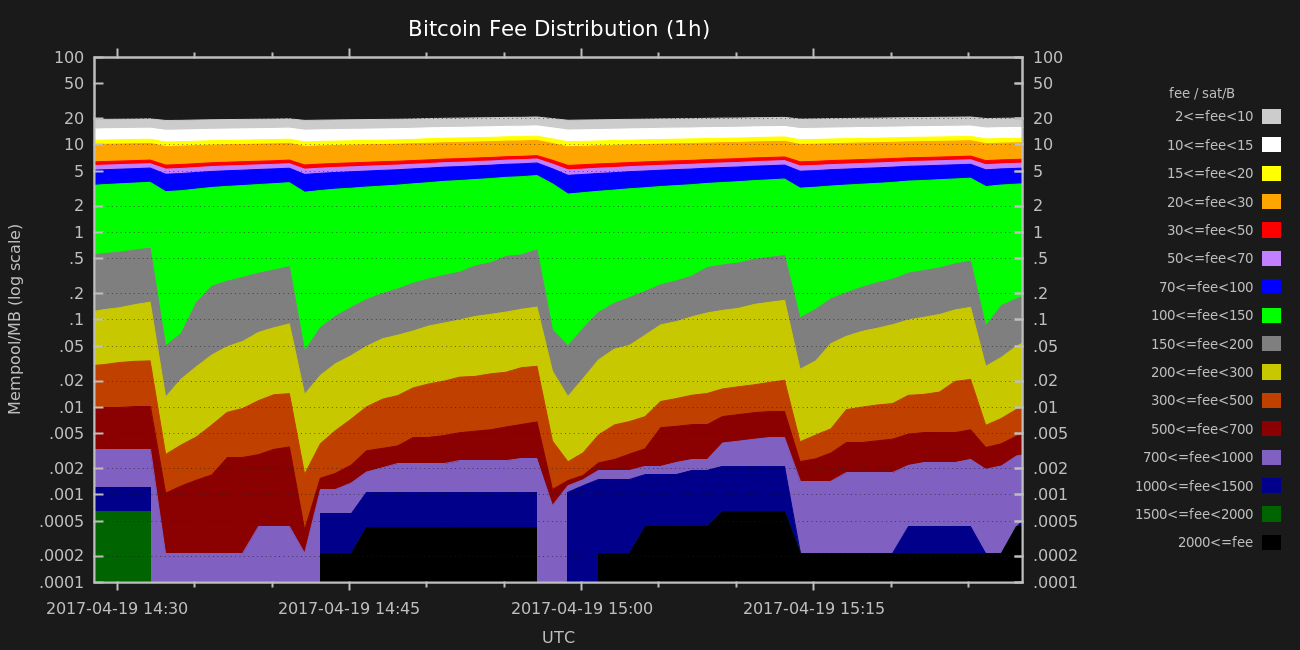 Bitcoin Fee Distribution (1h)
Mempool/MB (log scale)
100
50
20
10
5
2
1
.5
.2
.1
.05
.02
.01
.005
.002
.001
.0005
.0002
.0001
100
50
20
10
5
2
1
.5
.2
.1
.05
.02
.01
.005
.002
.001
.0005
.0002
.0001
2017-04-19 14:30
2017-04-19 14:45
2017-04-19 15:00
2017-04-19 15:15
UTC
fee / sat/B
2<=fee<10
10<=fee<15
15<=fee<20
20<=fee<30
30<=fee<50
50<=fee<70
70<=fee<100
100<=fee<150
150<=fee<200
200<=fee<300
300<=fee<500
500<=fee<700
700<=fee<1000
1000<=fee<1500
1500<=fee<2000
2000<=fee